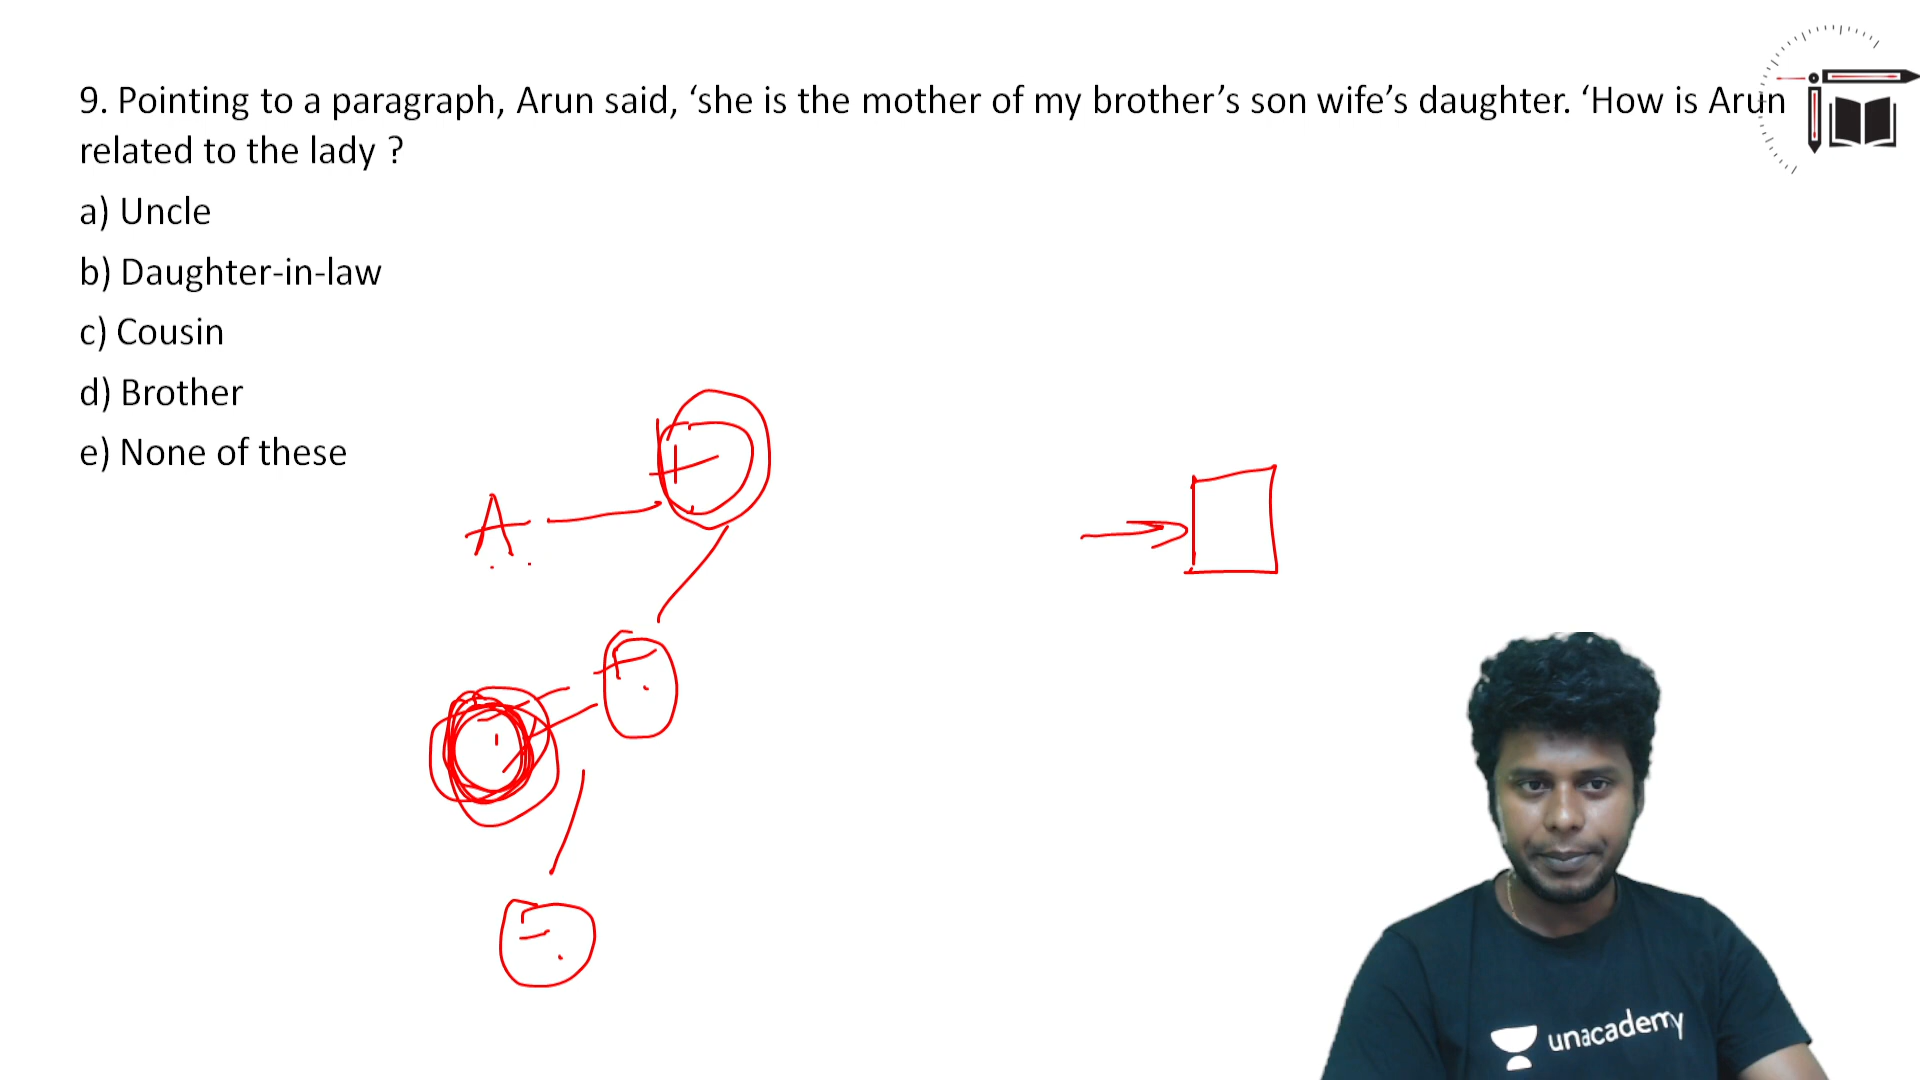 9. Pointing to a paragraph, Arun said, ‘she is the mother of my brother’s son wife’s daughter. ‘How is Arun
related to the lady ?
a) Uncle
b) Daughter-in-law
c) Cousin
d) Brother
e) None of these
A
+
+
-
-
unacademy